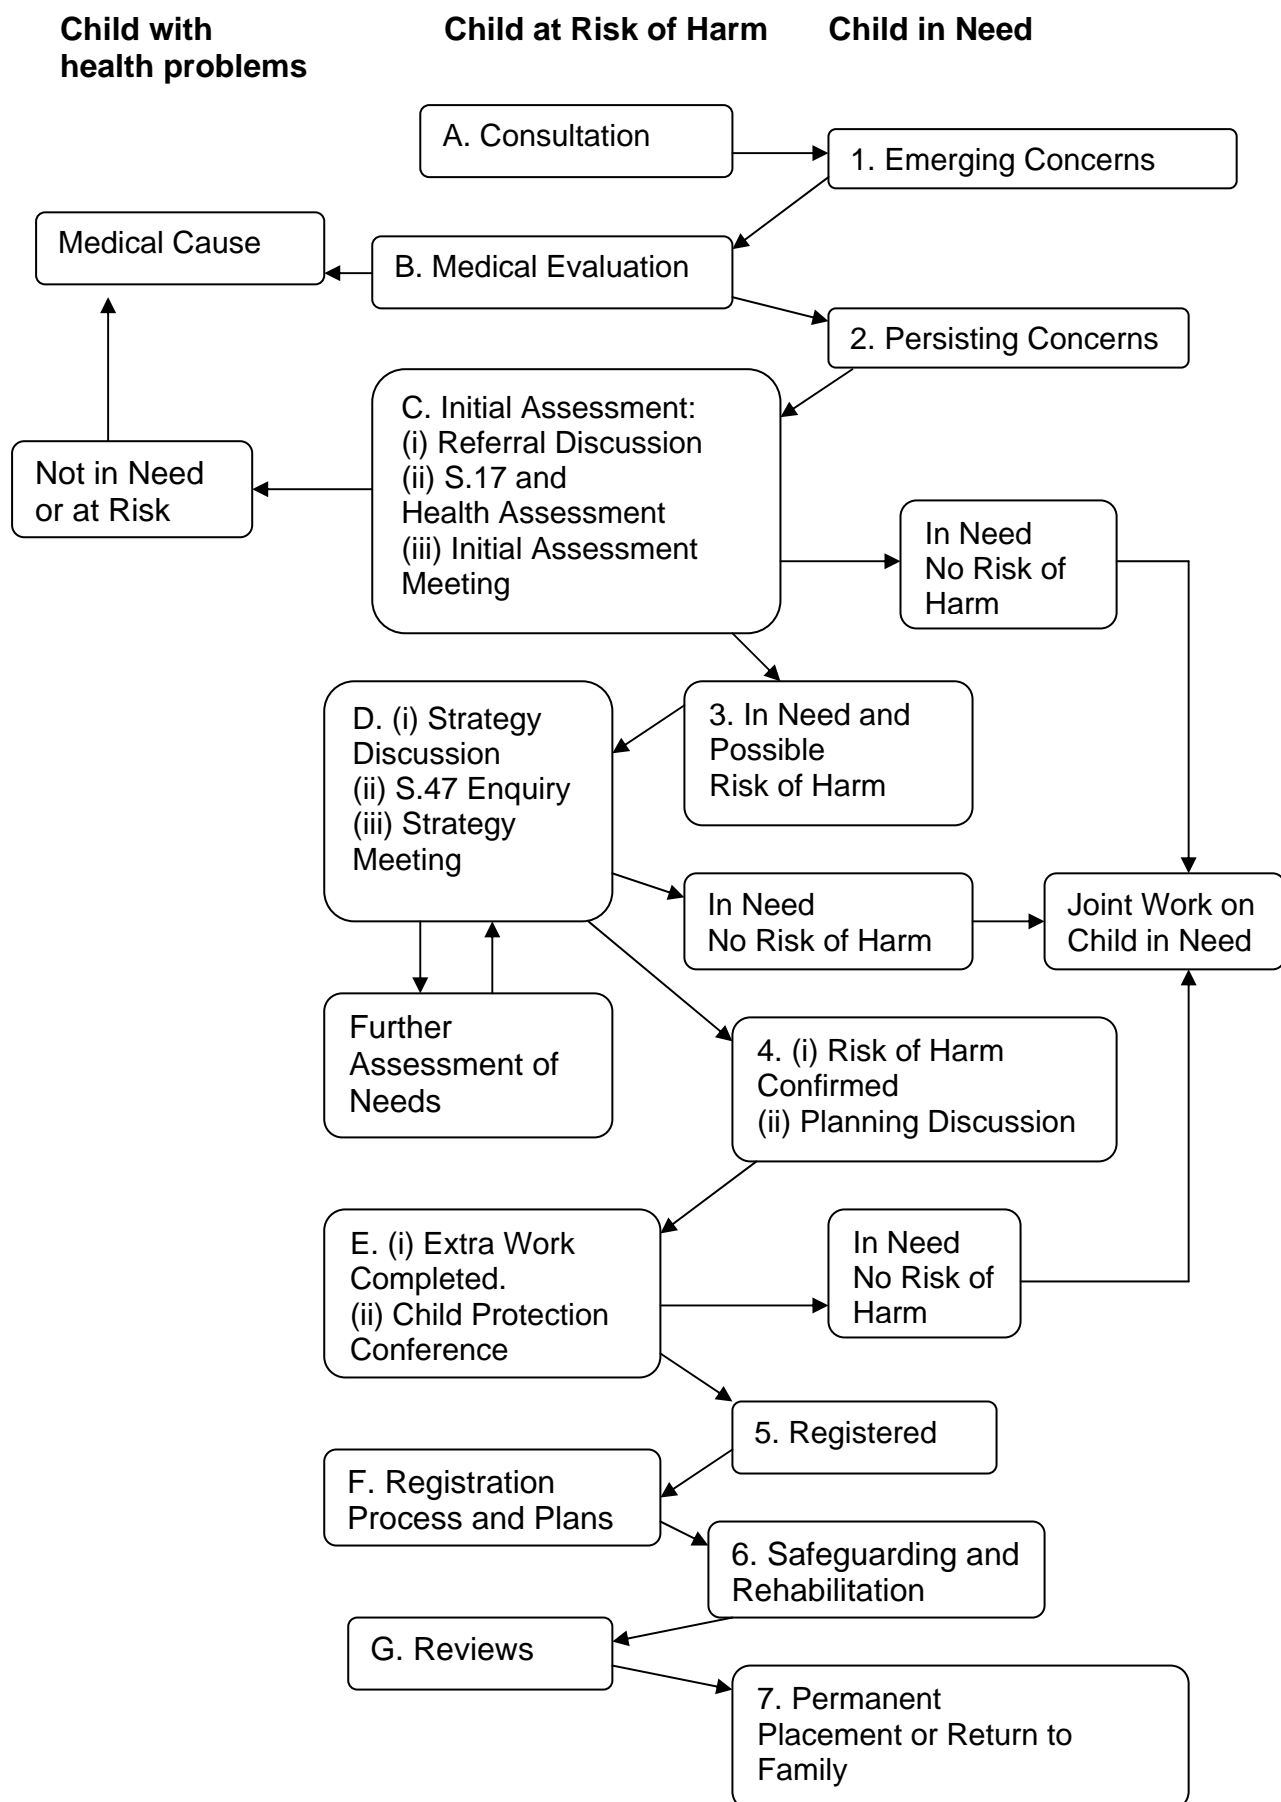 Child with
health problems
Child at Risk of Harm
Child in Need
A. Consultation
1. Emerging Concerns
Medical Cause
B. Medical Evaluation
2. Persisting Concerns
C. Initial Assessment:
(i) Referral Discussion
(ii) S.17 and
Health Assessment
(iii) Initial Assessment
Meeting
Not in Need
or at Risk
In Need
No Risk of
Harm
D. (i) Strategy
Discussion
(ii) S.47 Enquiry
(iii) Strategy
Meeting
3. In Need and
Possible
Risk of Harm
In Need
No Risk of Harm
Joint Work on
Child in Need
Further
Assessment of
Needs
4. (i) Risk of Harm
Confirmed
(ii) Planning Discussion
E. (i) Extra Work
Completed.
(ii) Child Protection
Conference
In Need
No Risk of
Harm
5. Registered
F. Registration
Process and Plans
6. Safeguarding and
Rehabilitation
G. Reviews
7. Permanent
Placement or Return to
Family